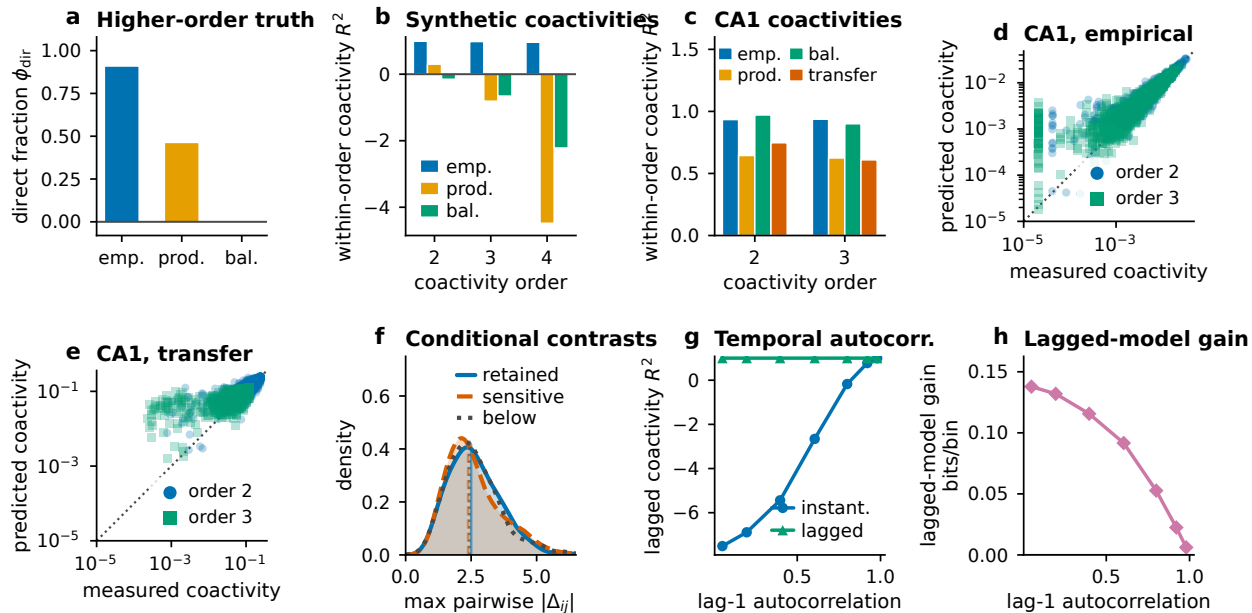 a Higher-order truth
direct fraction ϕdir
1.00
0.75
0.50
0.25
0.00
emp. prod. bal.
b Synthetic coactivities
within-order coactivity R²
0
−2
−4
emp.
prod.
bal.
2 3 4
coactivity order
c CA1 coactivities
within-order coactivity R²
1.5
1.0
0.5
0.0
emp. bal.
prod. transfer
2 3
coactivity order
d CA1, empirical
predicted coactivity
10⁻²
10⁻³
10⁻⁴
10⁻⁵
order 2
order 3
10⁻⁵ 10⁻³
measured coactivity
e CA1, transfer
predicted coactivity
10⁻¹
10⁻³
10⁻⁵
order 2
order 3
10⁻⁵ 10⁻³ 10⁻¹
measured coactivity
f Conditional contrasts
density
0.6
0.4
0.2
0.0
retained
sensitive
below
0.0 2.5 5.0
max pairwise |Δij|
g Temporal autocorr.
lagged coactivity R²
0
−2
−4
−6
instant.
lagged
0.5 1.0
lag-1 autocorrelation
h Lagged-model gain
lagged-model gain
bits/bin
0.15
0.10
0.05
0.00
0.5 1.0
lag-1 autocorrelation